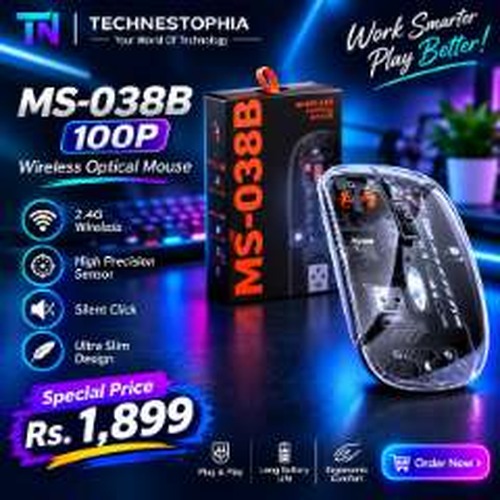 TN
TECHNESTOPHIA
Your World Of Technology
Work Smarter
Play Better!
MS-038B
100P
Wireless Optical Mouse
2.4G
Wireless
High Precision
Sensor
Silent Click
Ultra Slim
Design
MS-038B
Special Price
Rs. 1,899
Plug & Play
Long Battery
Life
Ergonomic
Comfort
Order Now